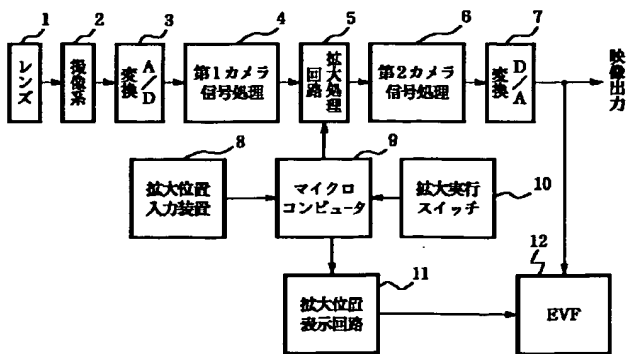 1
レンズ
2
撮像系
3
A/D
変換
4
第1カメラ
信号処理
5
拡大処理
回路
6
第2カメラ
信号処理
7
D/A
変換
映像出力
8
拡大位置
入力装置
9
マイクロ
コンピュータ
10
拡大実行
スイッチ
11
拡大位置
表示回路
12
EVF